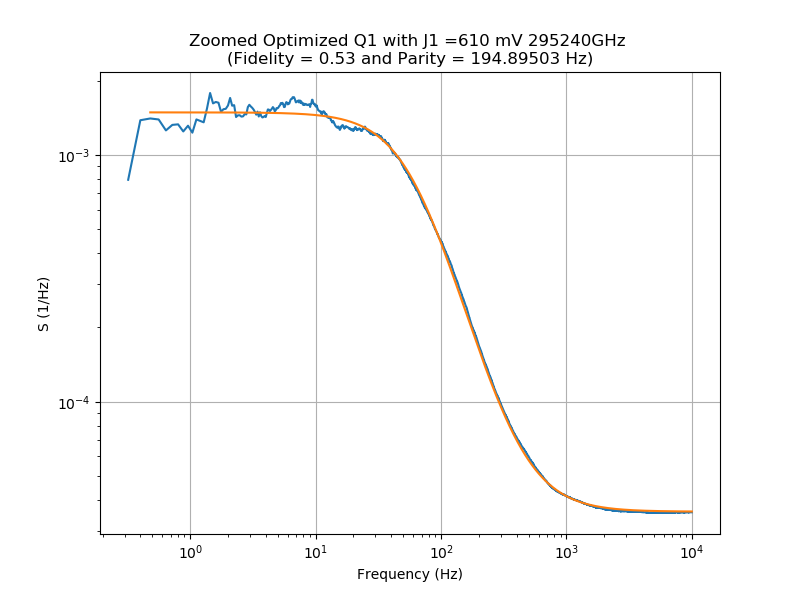 Zoomed Optimized Q1 with J1 =610 mV 295240GHz
(Fidelity = 0.53 and Parity = 194.89503 Hz)
S (1/Hz)
10⁻³
10⁻⁴
10⁰ 10¹ 10² 10³ 10⁴
Frequency (Hz)